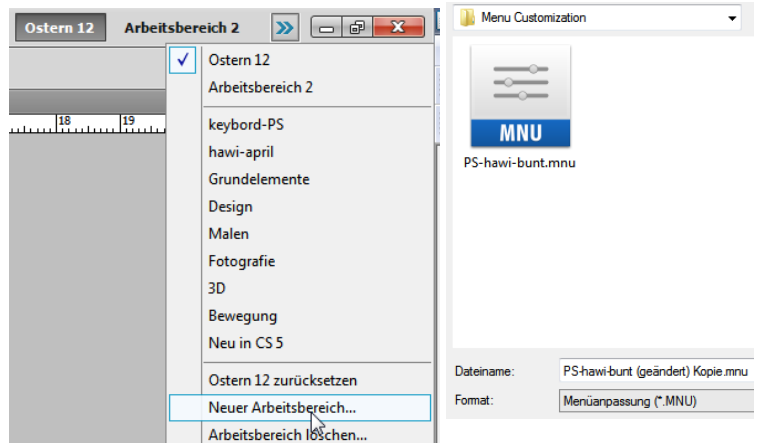 Ostern 12 Arbeitsbereich 2
Ostern 12
Arbeitsbereich 2
18 19
keybord-PS
hawi-april
Grundelemente
Design
Malen
Fotografie
3D
Bewegung
Neu in CS 5
Ostern 12 zurücksetzen
Neuer Arbeitsbereich...
Arbeitsbereich löschen...
Menu Customization
MNU
PS-hawi-bunt.mnu
Dateiname: PS-hawi-bunt (geändert) Kopie.mnu
Format: Menüanpassung (*.MNU)